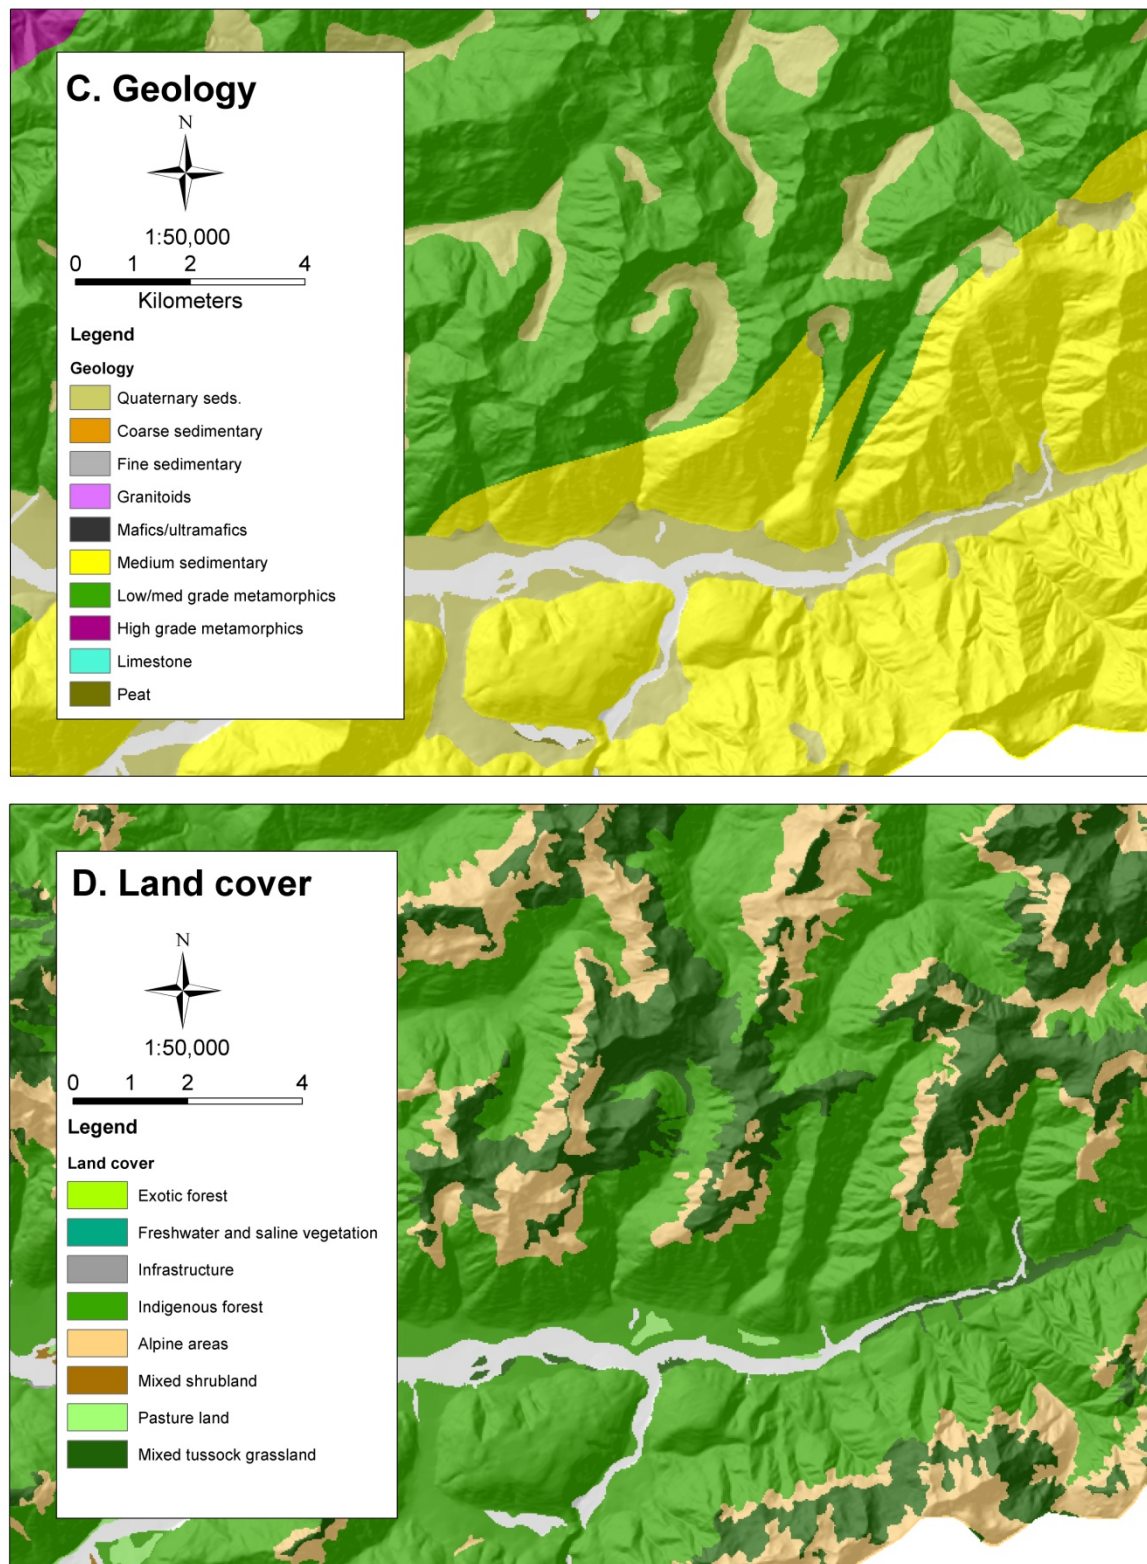 C. Geology
N
1:50,000
0 1 2 4
Kilometers
Legend
Geology
Quaternary seds.
Coarse sedimentary
Fine sedimentary
Granitoids
Mafics/ultramafics
Medium sedimentary
Low/med grade metamorphics
High grade metamorphics
Limestone
Peat
D. Land cover
N
1:50,000
0 1 2 4
Legend
Land cover
Exotic forest
Freshwater and saline vegetation
Infrastructure
Indigenous forest
Alpine areas
Mixed shrubland
Pasture land
Mixed tussock grassland